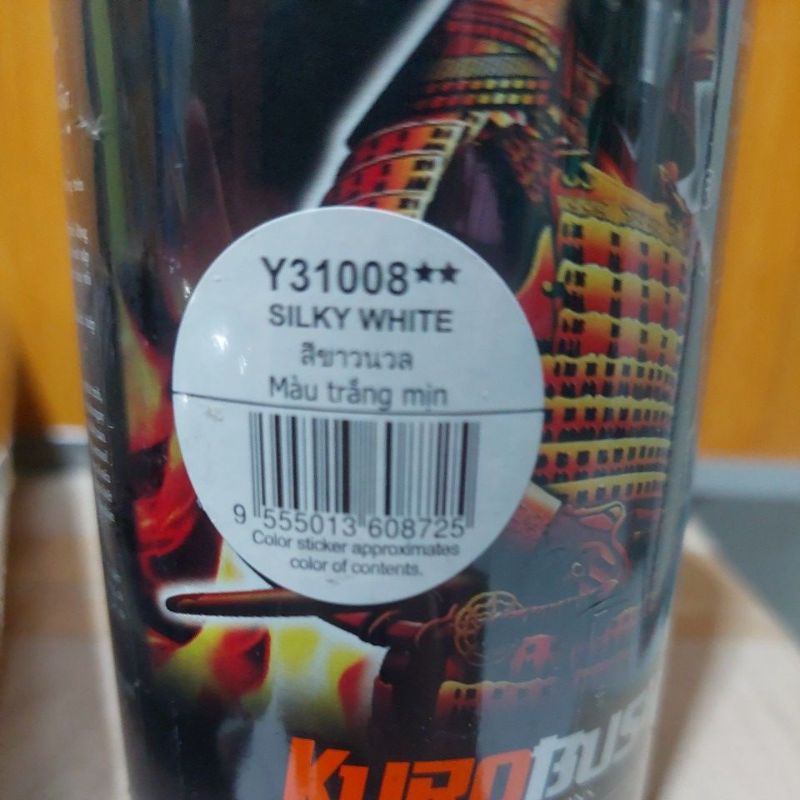 Y31008**
SILKY WHITE
สีขาวนวล
Màu trắng mịn
9 555013 608725
Color sticker approximates
color of contents.
KUROBUSHI